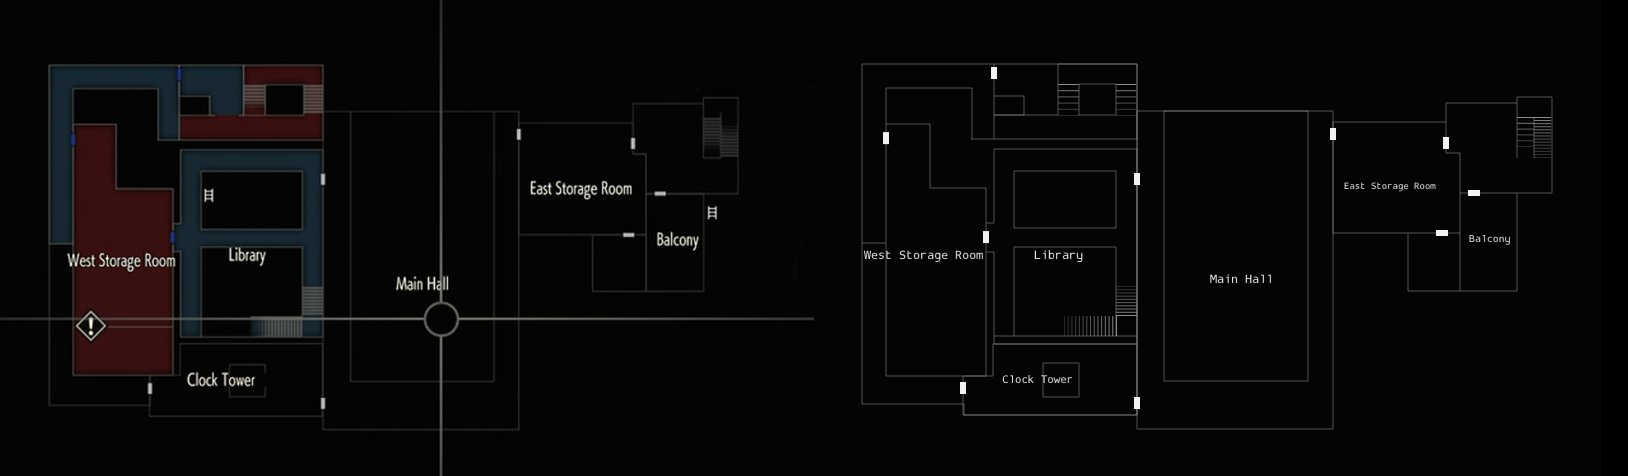 East Storage Room
Balcony
West Storage Room
Library
Main Hall
Clock Tower
East Storage Room
Balcony
West Storage Room
Library
Main Hall
Clock Tower